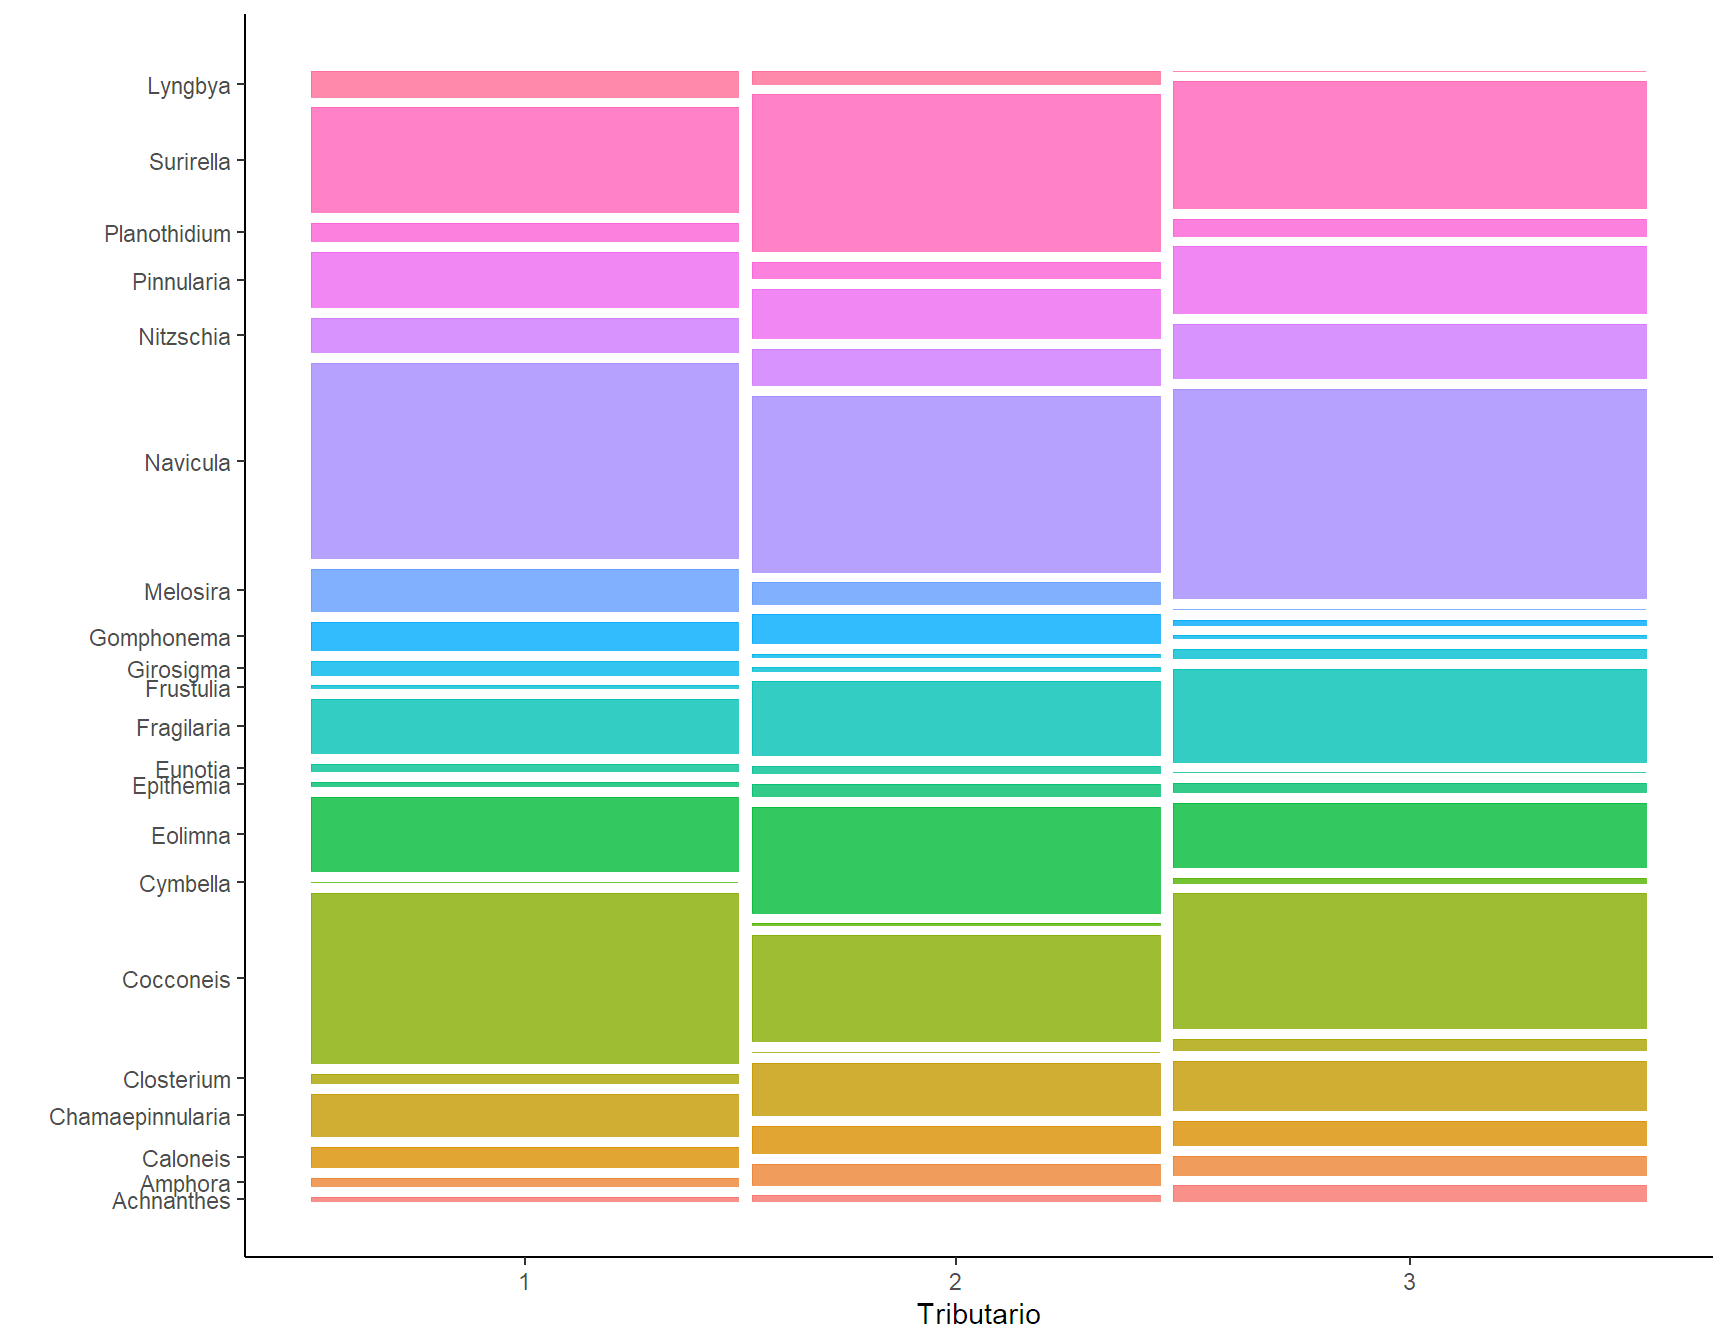 Lyngbya
Surirella
Planothidium
Pinnularia
Nitzschia
Navicula
Melosira
Gomphonema
Girosigma
Frustulia
Fragilaria
Eunotia
Epithemia
Eolimna
Cymbella
Cocconeis
Closterium
Chamaepinnularia
Caloneis
Amphora
Achnanthes
1 2 3
Tributario